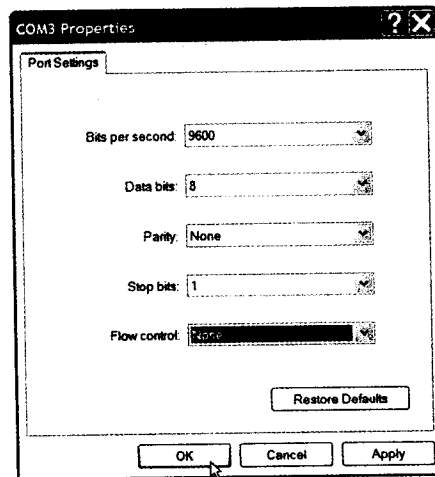 COM3 Properties
Port Settings
Bits per second: 9600
Data bits: 8
Parity: None
Stop bits: 1
Flow control: None
Restore Defaults
OK Cancel Apply